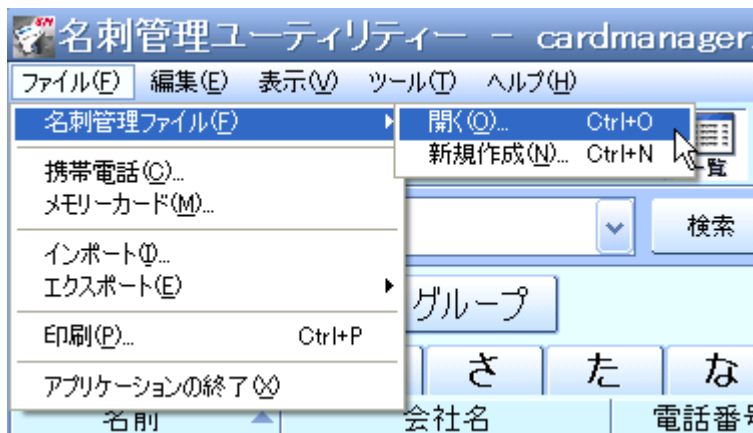 名刺管理ユーティリティー － cardmanager
ファイル(F) 編集(E) 表示(V) ツール(T) ヘルプ(H)
名刺管理ファイル(F)
開く(O)... Ctrl+O
新規作成(N)... Ctrl+N
覧
携帯電話(C)...
メモリーカード(M)...
検索
インポート(I)...
エクスポート(E)
グループ
印刷(P)... Ctrl+P
さ た な
アプリケーションの終了(X)
名前 会社名 電話番号